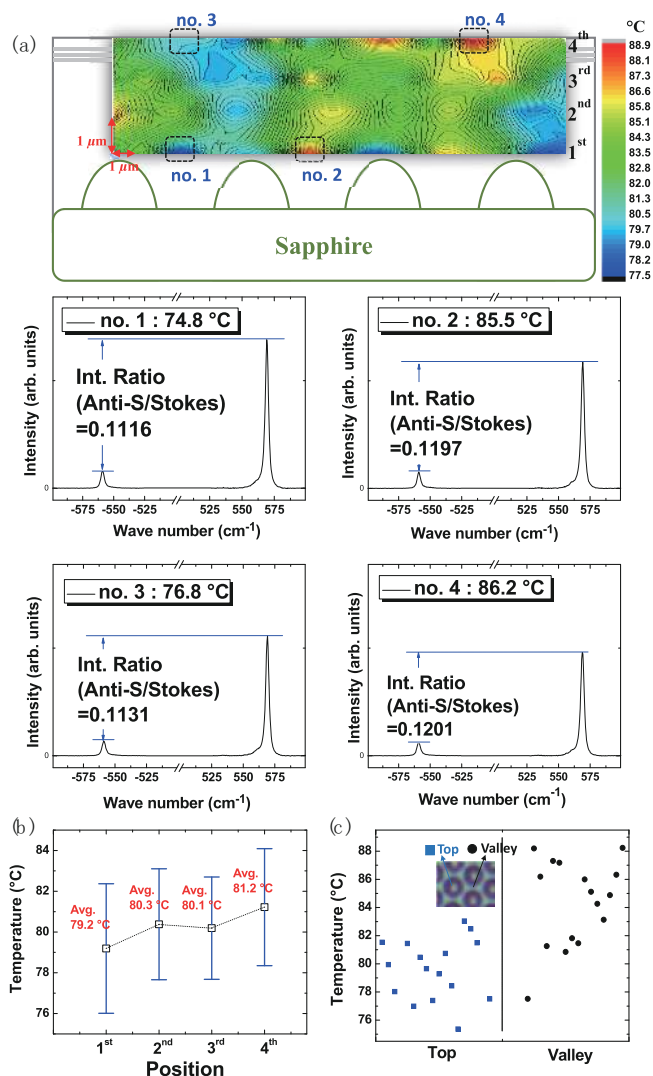 (a)
no. 3
no. 4
°C
4th
3rd
2nd
1st
1 μm
1 μm
no. 1
no. 2
Sapphire
88.9
88.2
87.4
86.6
85.8
85.1
84.3
83.5
82.8
82.0
81.3
80.5
79.7
79.0
78.2
77.5
no. 1 : 74.8 °C
Int. Ratio
(Anti-S/Stokes)
=0.1116
Intensity (arb. units)
0
-575 -550 -525 525 550 575
Wave number (cm-1)
no. 2 : 85.5 °C
Int. Ratio
(Anti-S/Stokes)
=0.1197
Intensity (arb. units)
0
-575 -550 -525 525 550 575
Wave number (cm-1)
no. 3 : 76.8 °C
Int. Ratio
(Anti-S/Stokes)
=0.1131
Intensity (arb. units)
0
-575 -550 -525 525 550 575
Wave number (cm-1)
no. 4 : 86.2 °C
Int. Ratio
(Anti-S/Stokes)
=0.1201
Intensity (arb. units)
0
-575 -550 -525 525 550 575
Wave number (cm-1)
(b)
Temperature (°C)
84
82
80
78
76
Avg.
79.2 °C
Avg.
80.3 °C
Avg.
80.1 °C
Avg.
81.2 °C
1st 2nd 3rd 4th
Position
(c)
Temperature (°C)
88
86
84
82
80
78
76
Top Valley
Top Valley